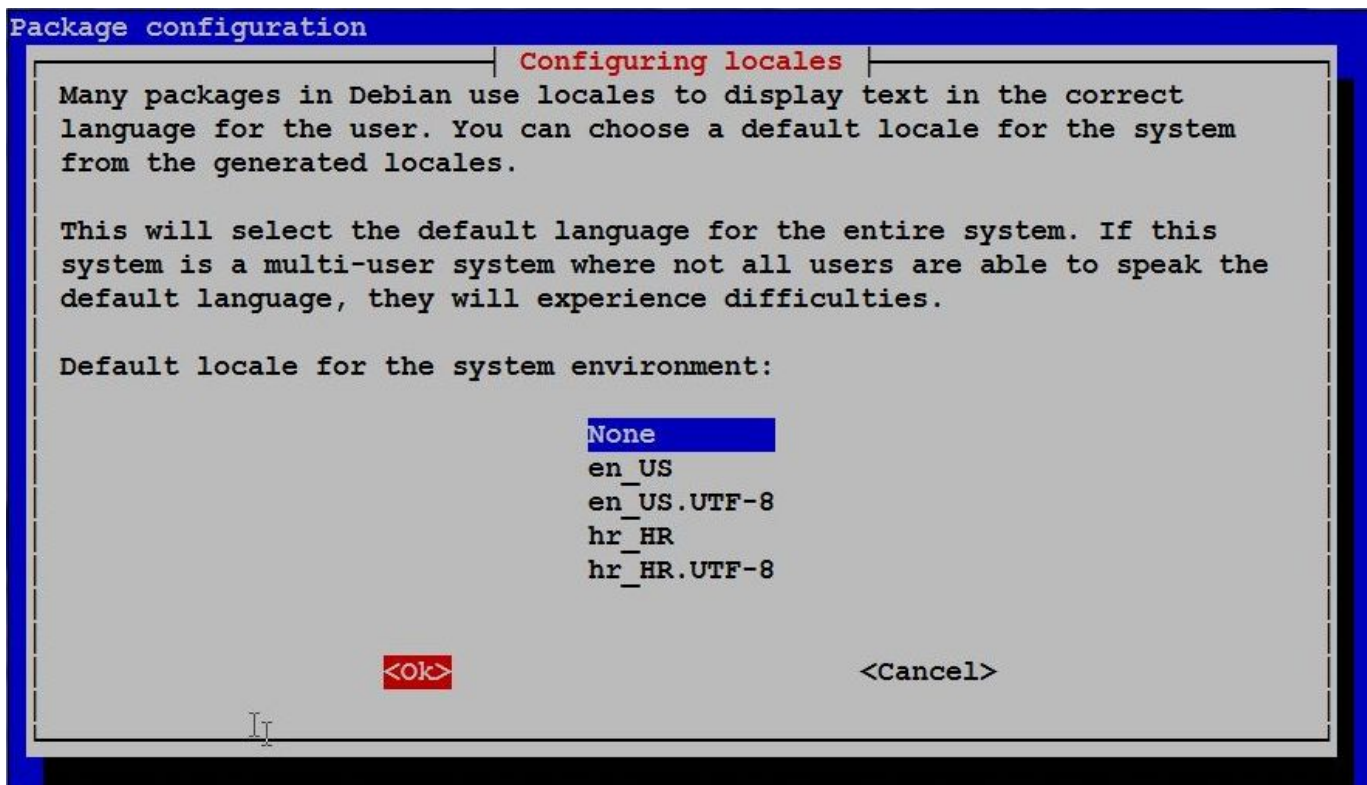 Package configuration
Configuring locales
Many packages in Debian use locales to display text in the correct
language for the user. You can choose a default locale for the system
from the generated locales.
This will select the default language for the entire system. If this
system is a multi-user system where not all users are able to speak the
default language, they will experience difficulties.
Default locale for the system environment:
None
en_US
en_US.UTF-8
hr_HR
hr_HR.UTF-8
<Ok> <Cancel>